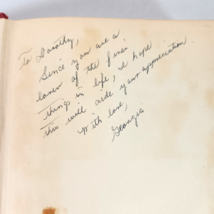 To Dorothy,
Since you are a
lover of the finer
things in life, I hope
this will aide your appreciation.
With love,
Georgia